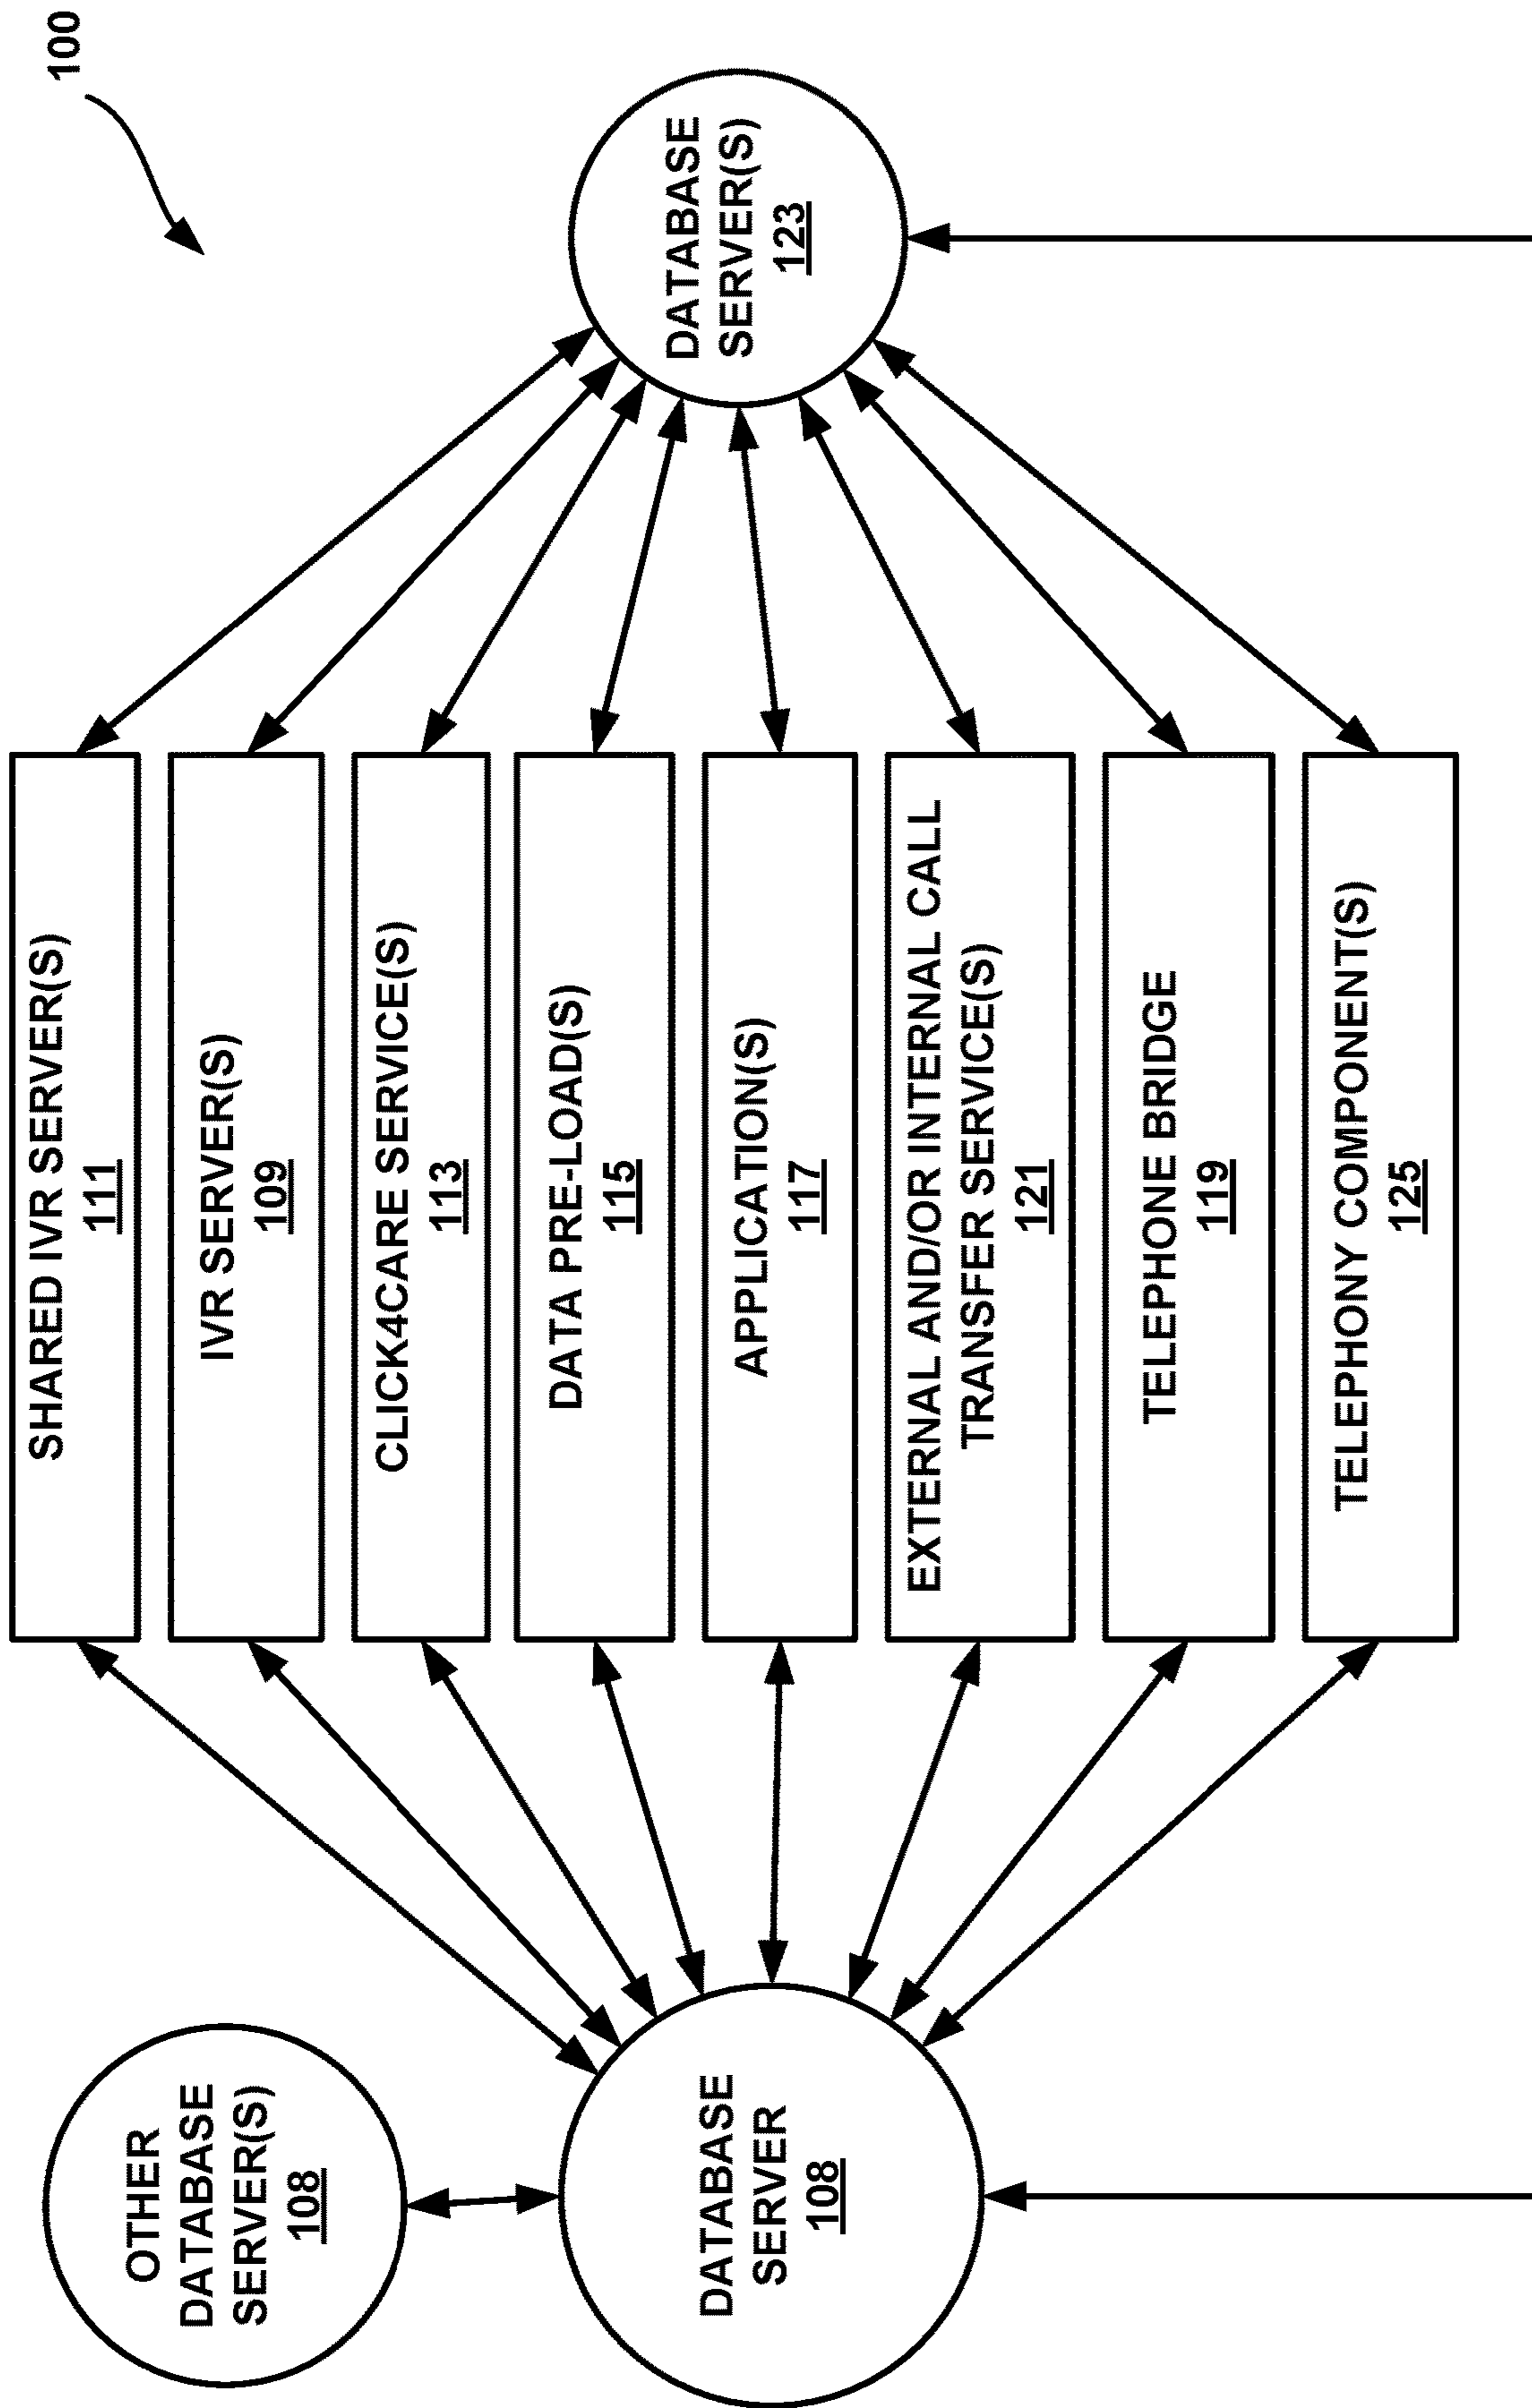 100
OTHER
DATABASE
SERVER(S)
108
DATABASE
SERVER
108
SHARED IVR SERVER(S)
111
IVR SERVER(S)
109
CLICK4CARE SERVICE(S)
113
DATA PRE-LOAD(S)
115
APPLICATION(S)
117
EXTERNAL AND/OR INTERNAL CALL
TRANSFER SERVICE(S)
121
TELEPHONE BRIDGE
119
TELEPHONY COMPONENT(S)
125
DATABASE
SERVER(S)
123